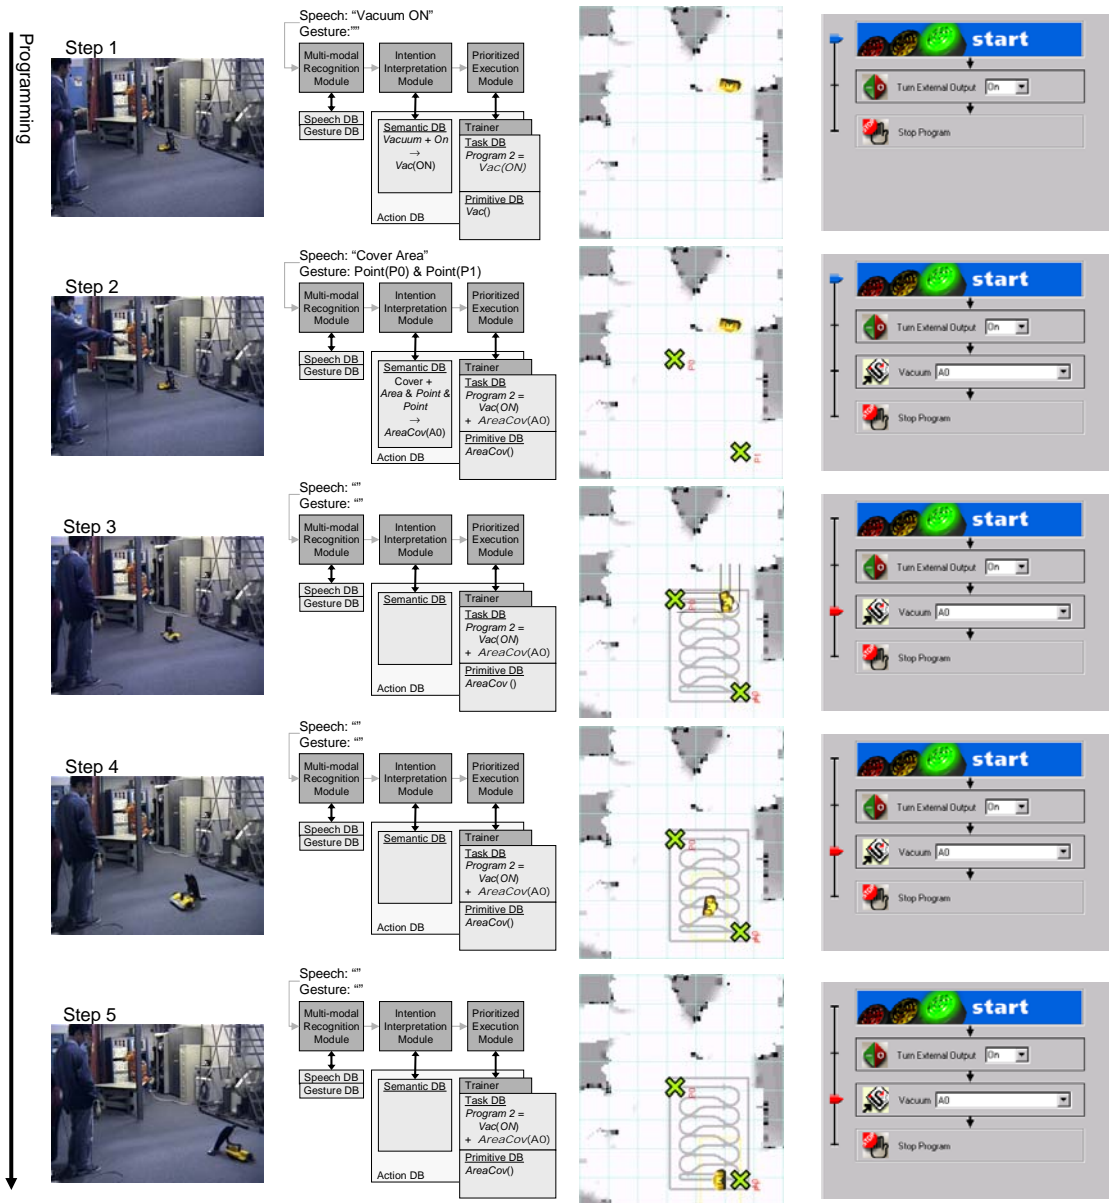 Programming
Step 1
Speech: “Vacuum ON”
Gesture:””
Multi-modal
Recognition
Module
Intention
Interpretation
Module
Prioritized
Execution
Module
Speech DB
Gesture DB
Semantic DB
Vacuum + On
→
Vac(ON)
Action DB
Trainer
Task DB
Program 2 =
Vac(ON)
Primitive DB
Vac()
start
Turn External Output On
Stop Program
Step 2
Speech: “Cover Area”
Gesture: Point(P0) & Point(P1)
Multi-modal
Recognition
Module
Intention
Interpretation
Module
Prioritized
Execution
Module
Speech DB
Gesture DB
Semantic DB
Cover +
Area & Point &
Point
→
AreaCov(A0)
Action DB
Trainer
Task DB
Program 2 =
Vac(ON)
+ AreaCov(A0)
Primitive DB
AreaCov()
P0
P1
start
Turn External Output On
Vacuum A0
Stop Program
Step 3
Speech: “”
Gesture: “”
Multi-modal
Recognition
Module
Intention
Interpretation
Module
Prioritized
Execution
Module
Speech DB
Gesture DB
Semantic DB
Action DB
Trainer
Task DB
Program 2 =
Vac(ON)
+ AreaCov(A0)
Primitive DB
AreaCov ()
P0
start
Turn External Output On
Vacuum A0
Stop Program
Step 4
Speech: “”
Gesture: “”
Multi-modal
Recognition
Module
Intention
Interpretation
Module
Prioritized
Execution
Module
Speech DB
Gesture DB
Semantic DB
Action DB
Trainer
Task DB
Program 2 =
Vac(ON)
+ AreaCov(A0)
Primitive DB
AreaCov()
P0
start
Turn External Output On
Vacuum A0
Stop Program
Step 5
Speech: “”
Gesture: “”
Multi-modal
Recognition
Module
Intention
Interpretation
Module
Prioritized
Execution
Module
Speech DB
Gesture DB
Semantic DB
Action DB
Trainer
Task DB
Program 2 =
Vac(ON)
+ AreaCov(A0)
Primitive DB
AreaCov()
P0
start
Turn External Output On
Vacuum A0
Stop Program